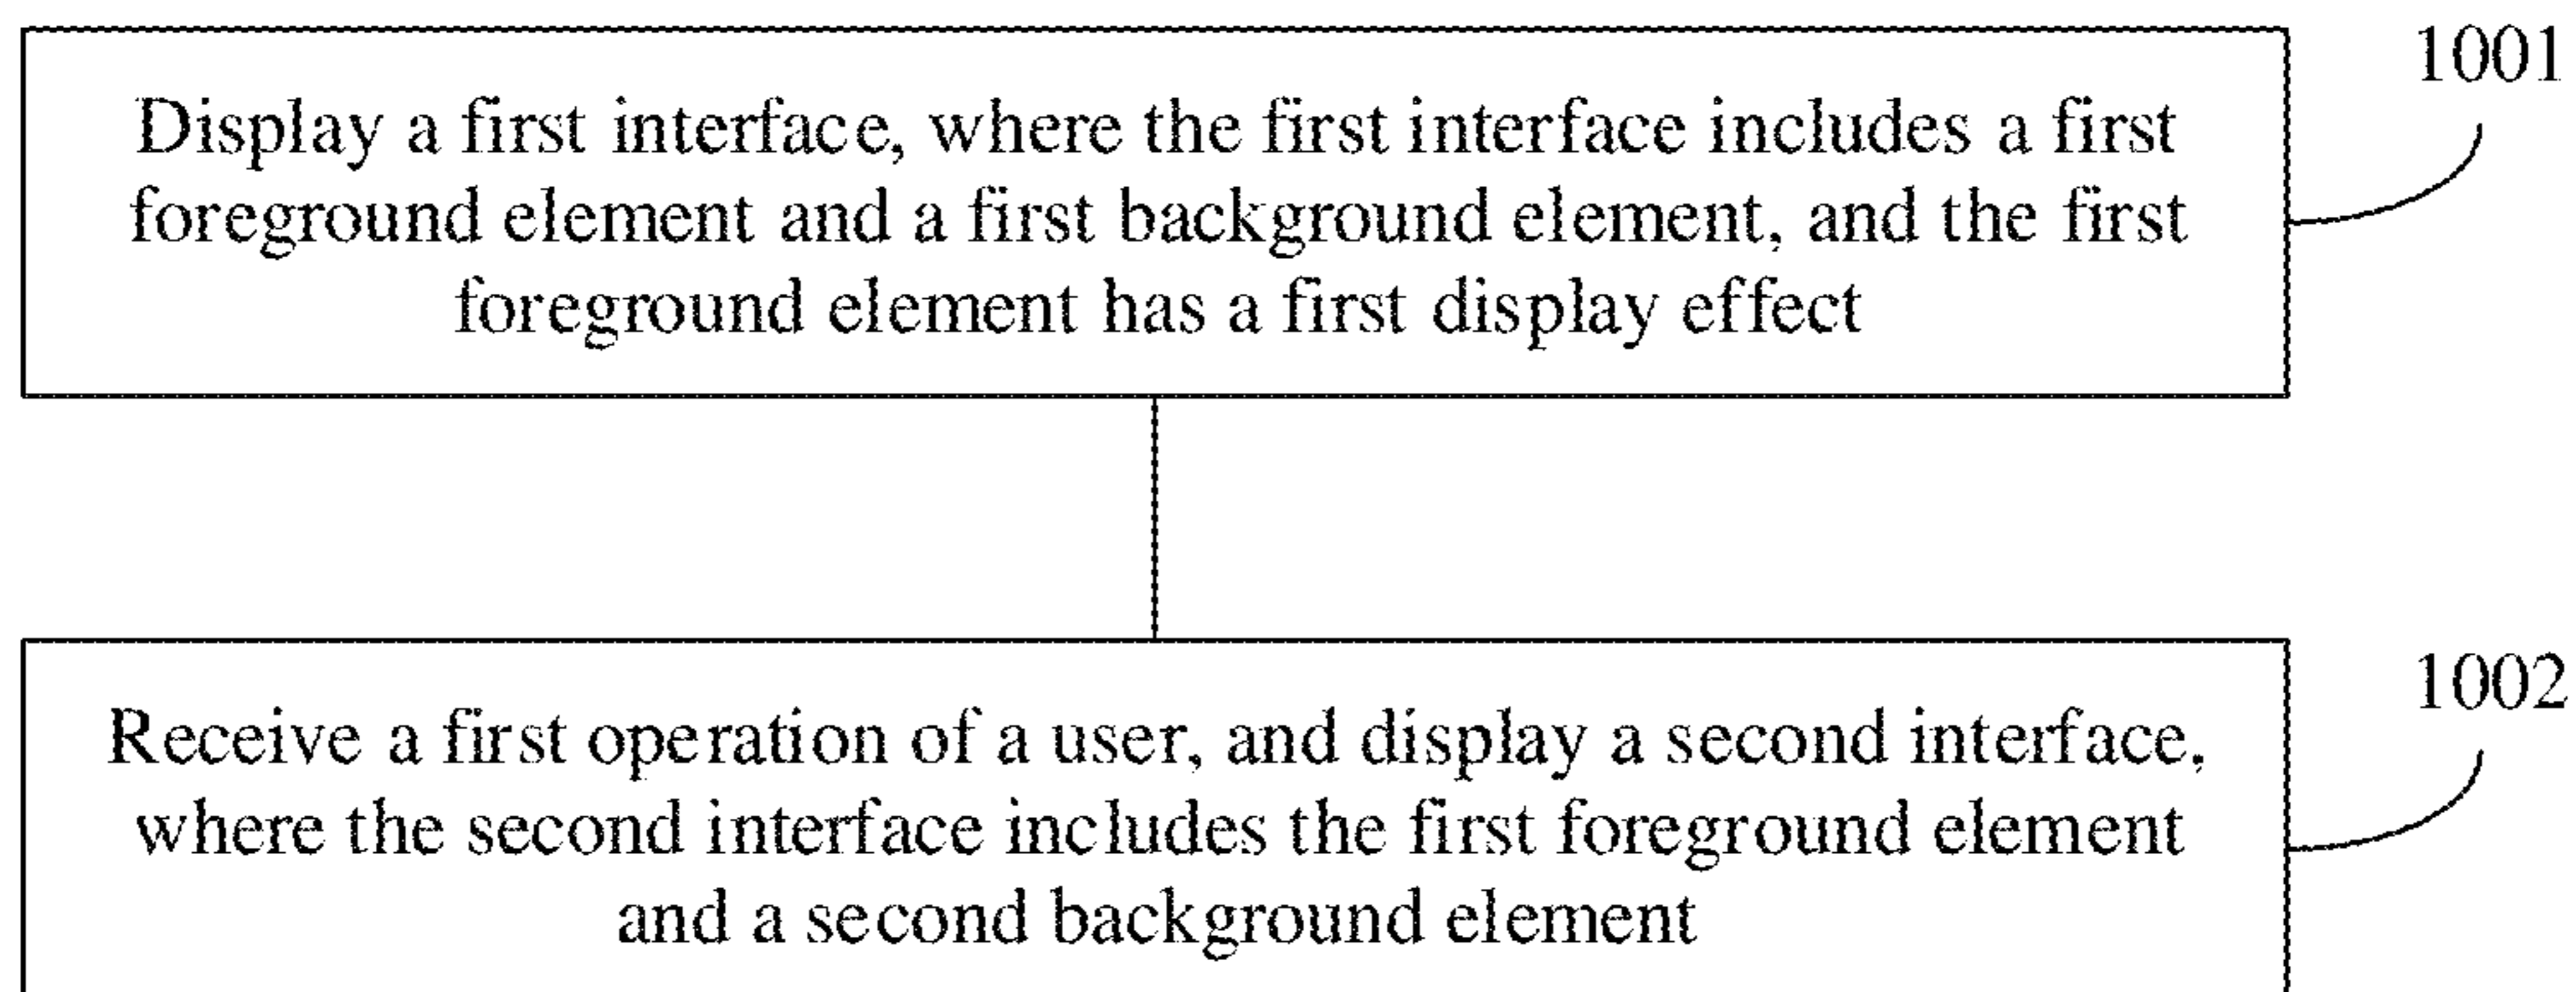 1001
Display a first interface, where the first interface includes a first
foreground element and a first background element, and the first
foreground element has a first display effect
1002
Receive a first operation of a user, and display a second interface,
where the second interface includes the first foreground element
and a second background element